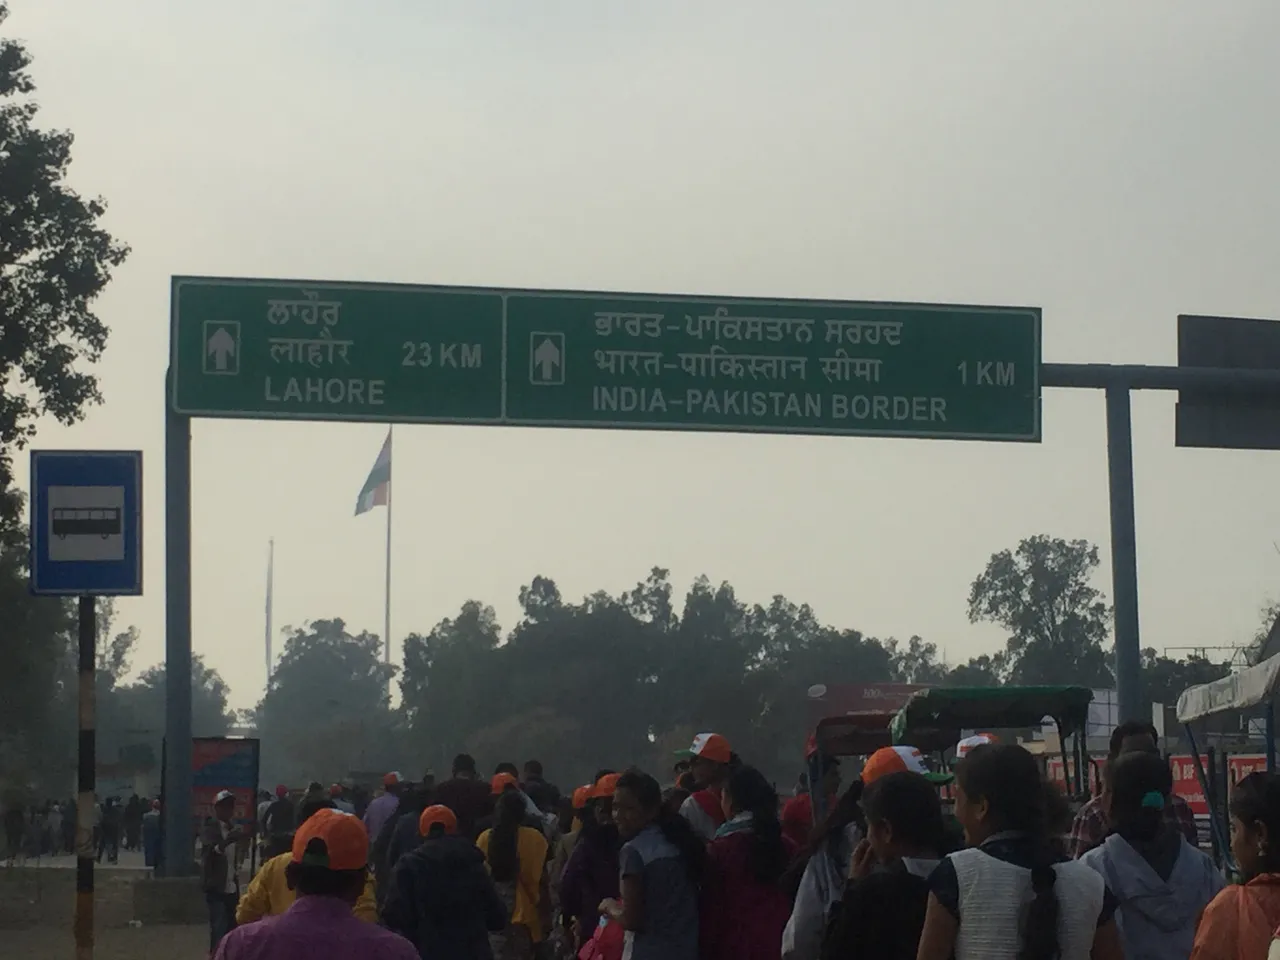 ਲਾਹੌਰ
लाहौर
LAHORE
23 KM
ਭਾਰਤ-ਪਾਕਿਸਤਾਨ ਸਰਹਦ
भारत-पाकिस्तान सीमा
INDIA-PAKISTAN BORDER
1 KM